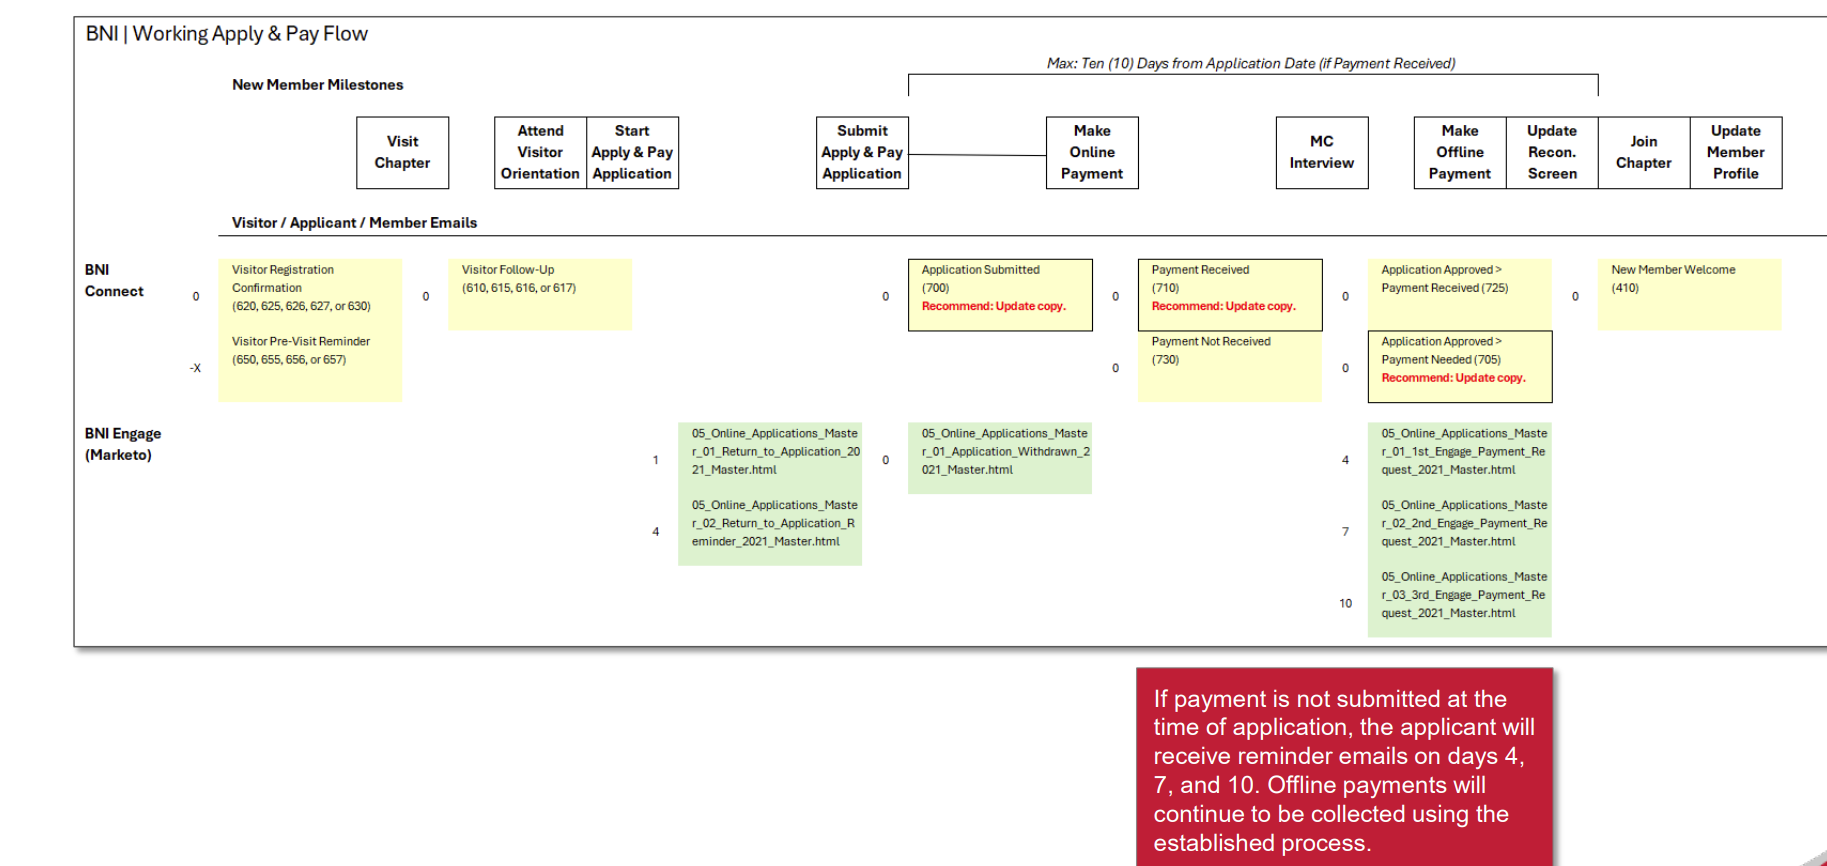 BNI | Working Apply & Pay Flow
Max: Ten (10) Days from Application Date (if Payment Received)
New Member Milestones
Visit
Chapter
Attend
Visitor
Orientation
Start
Apply & Pay
Application
Submit
Apply & Pay
Application
Make
Online
Payment
MC
Interview
Make
Offline
Payment
Update
Recon.
Screen
Join
Chapter
Update
Member
Profile
Visitor / Applicant / Member Emails
BNI
Connect
0
Visitor Registration
Confirmation
(620, 625, 626, 627, or 630)
0
Visitor Follow-Up
(610, 615, 616, or 617)
0
Application Submitted
(700)
Recommend: Update copy.
0
Payment Received
(710)
Recommend: Update copy.
0
Application Approved >
Payment Received (725)
0
New Member Welcome
(410)
-X
Visitor Pre-Visit Reminder
(650, 655, 656, or 657)
0
Payment Not Received
(730)
0
Application Approved >
Payment Needed (705)
Recommend: Update copy.
BNI Engage
(Marketo)
1
05_Online_Applications_Maste
r_01_Return_to_Application_20
21_Master.html
0
05_Online_Applications_Maste
r_01_Application_Withdrawn_2
021_Master.html
4
05_Online_Applications_Maste
r_01_1st_Engage_Payment_Re
quest_2021_Master.html
4
05_Online_Applications_Maste
r_02_Return_to_Application_R
eminder_2021_Master.html
7
05_Online_Applications_Maste
r_02_2nd_Engage_Payment_Re
quest_2021_Master.html
10
05_Online_Applications_Maste
r_03_3rd_Engage_Payment_Re
quest_2021_Master.html
If payment is not submitted at the
time of application, the applicant will
receive reminder emails on days 4,
7, and 10. Offline payments will
continue to be collected using the
established process.